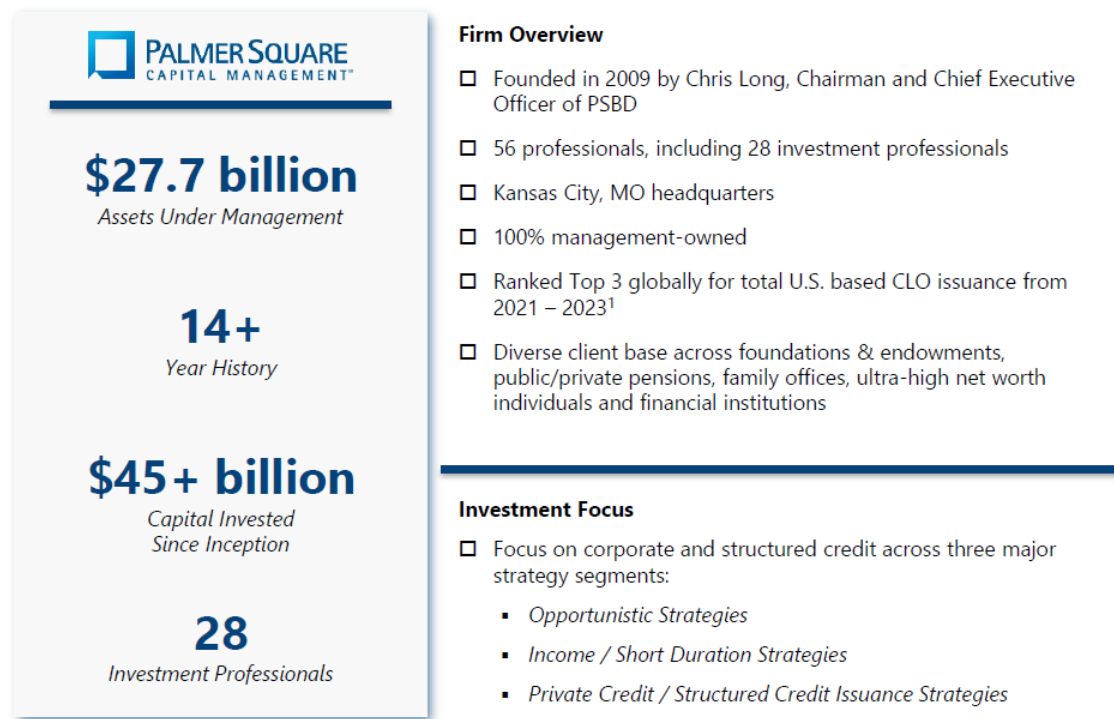 PALMER SQUARE
CAPITAL MANAGEMENT™
$27.7 billion
Assets Under Management
14+
Year History
$45+ billion
Capital Invested
Since Inception
28
Investment Professionals
Firm Overview
Founded in 2009 by Chris Long, Chairman and Chief Executive
Officer of PSBD
56 professionals, including 28 investment professionals
Kansas City, MO headquarters
100% management-owned
Ranked Top 3 globally for total U.S. based CLO issuance from
2021 – 2023¹
Diverse client base across foundations & endowments,
public/private pensions, family offices, ultra-high net worth
individuals and financial institutions
Investment Focus
Focus on corporate and structured credit across three major
strategy segments:
Opportunistic Strategies
Income / Short Duration Strategies
Private Credit / Structured Credit Issuance Strategies